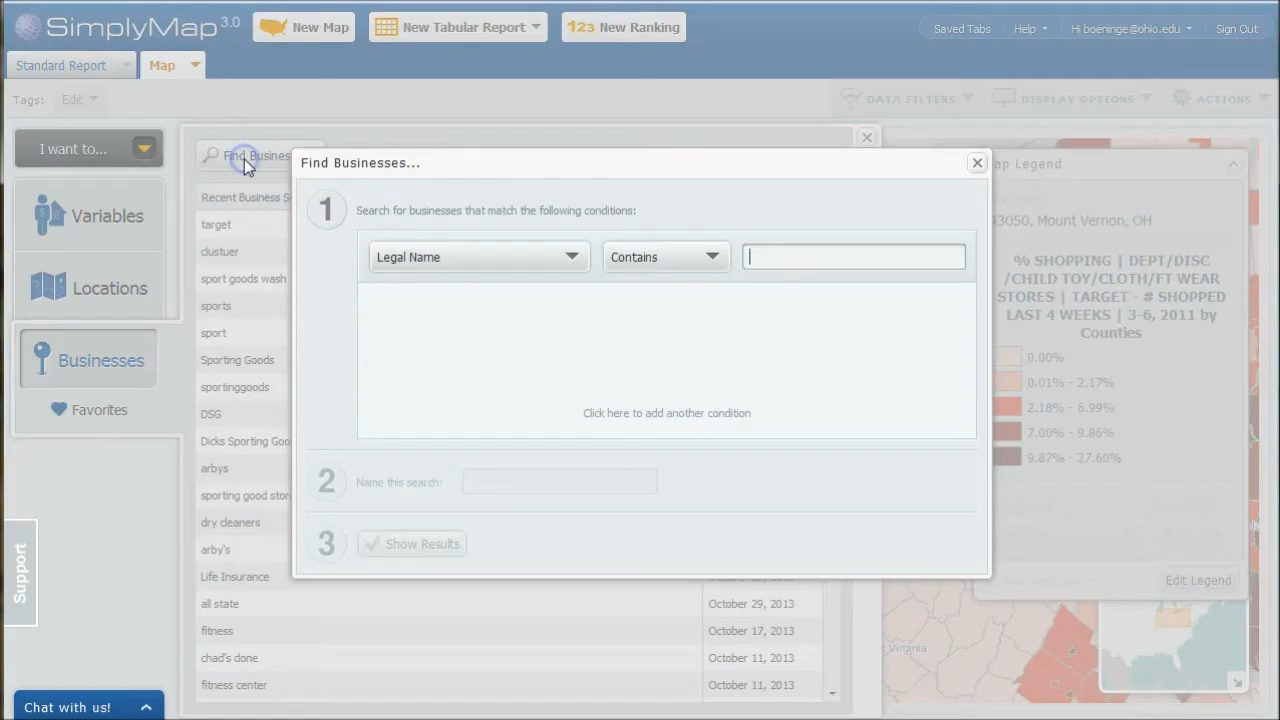 SimplyMap 3.0
New Map
New Tabular Report
123 New Ranking
Saved Tabs
Help
Hi boeninge@ohio.edu
Sign Out
Standard Report
Map
Tags:
Edit
DATA FILTERS
DISPLAY OPTIONS
ACTIONS
I want to...
Variables
Locations
Businesses
Favorites
Support
Chat with us!
Find Busines
Recent Business S
target
clustuer
sport goods wash
sports
sport
Sporting Goods
sportinggoods
DSG
Dicks Sporting Goo
arbys
sporting good stor
dry cleaners
arby's
Life Insurance
all state
October 29, 2013
fitness
October 17, 2013
chad's done
October 11, 2013
fitness center
October 11, 2013
Find Businesses...
1
Search for businesses that match the following conditions:
Legal Name
Contains
Click here to add another condition
2
Name this search:
3
Show Results
ap Legend
43050, Mount Vernon, OH
% SHOPPING | DEPT/DISC
/CHILD TOY/CLOTH/FT WEAR
STORES | TARGET - # SHOPPED
LAST 4 WEEKS | 3-6, 2011 by
Counties
0.00%
0.01% - 2.17%
2.18% - 6.99%
7.00% - 9.86%
9.87% - 27.60%
Edit Legend
Virginia